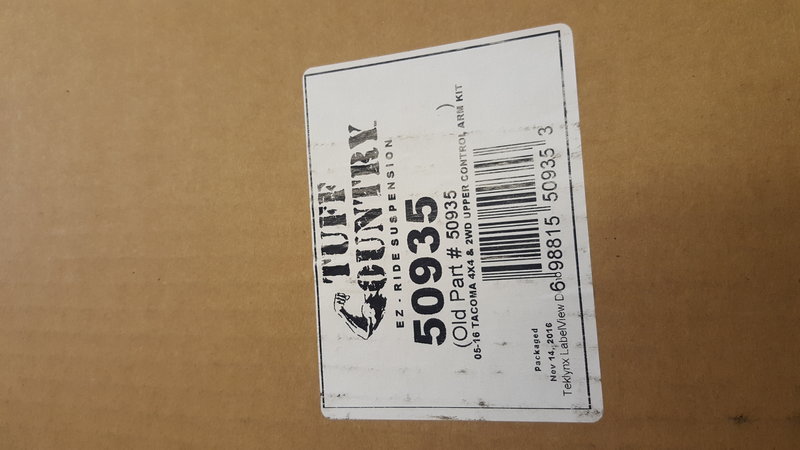 TUFF
COUNTRY
EZ - RIDE SUSPENSION
50935
(Old Part # 50935 )
05-16 TACOMA 4X4 & 2WD UPPER CONTROL ARM KIT
6 98815 50935 3
Packaged
Nov 14, 2016
Teklynx LabelView D